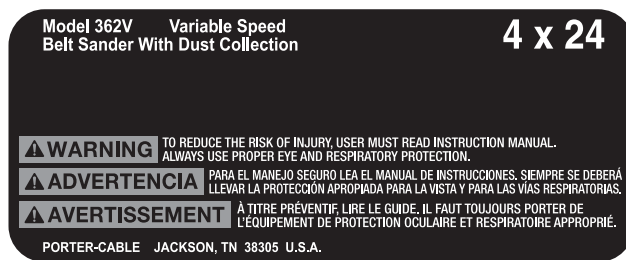 Model 362V Variable Speed 4 x 24
Belt Sander With Dust Collection
⚠ WARNING TO REDUCE THE RISK OF INJURY, USER MUST READ INSTRUCTION MANUAL.
ALWAYS USE PROPER EYE AND RESPIRATORY PROTECTION.
⚠ ADVERTENCIA PARA EL MANEJO SEGURO LEA EL MANUAL DE INSTRUCCIONES. SIEMPRE SE DEBERÁ
LLEVAR LA PROTECCIÓN APROPIADA PARA LA VISTA Y PARA LAS VÍAS RESPIRATORIAS.
⚠ AVERTISSEMENT À TITRE PRÉVENTIF, LIRE LE GUIDE. IL FAUT TOUJOURS PORTER DE
L'ÉQUIPEMENT DE PROTECTION OCULAIRE ET RESPIRATOIRE APPROPRIÉ.
PORTER-CABLE JACKSON, TN 38305 U.S.A.